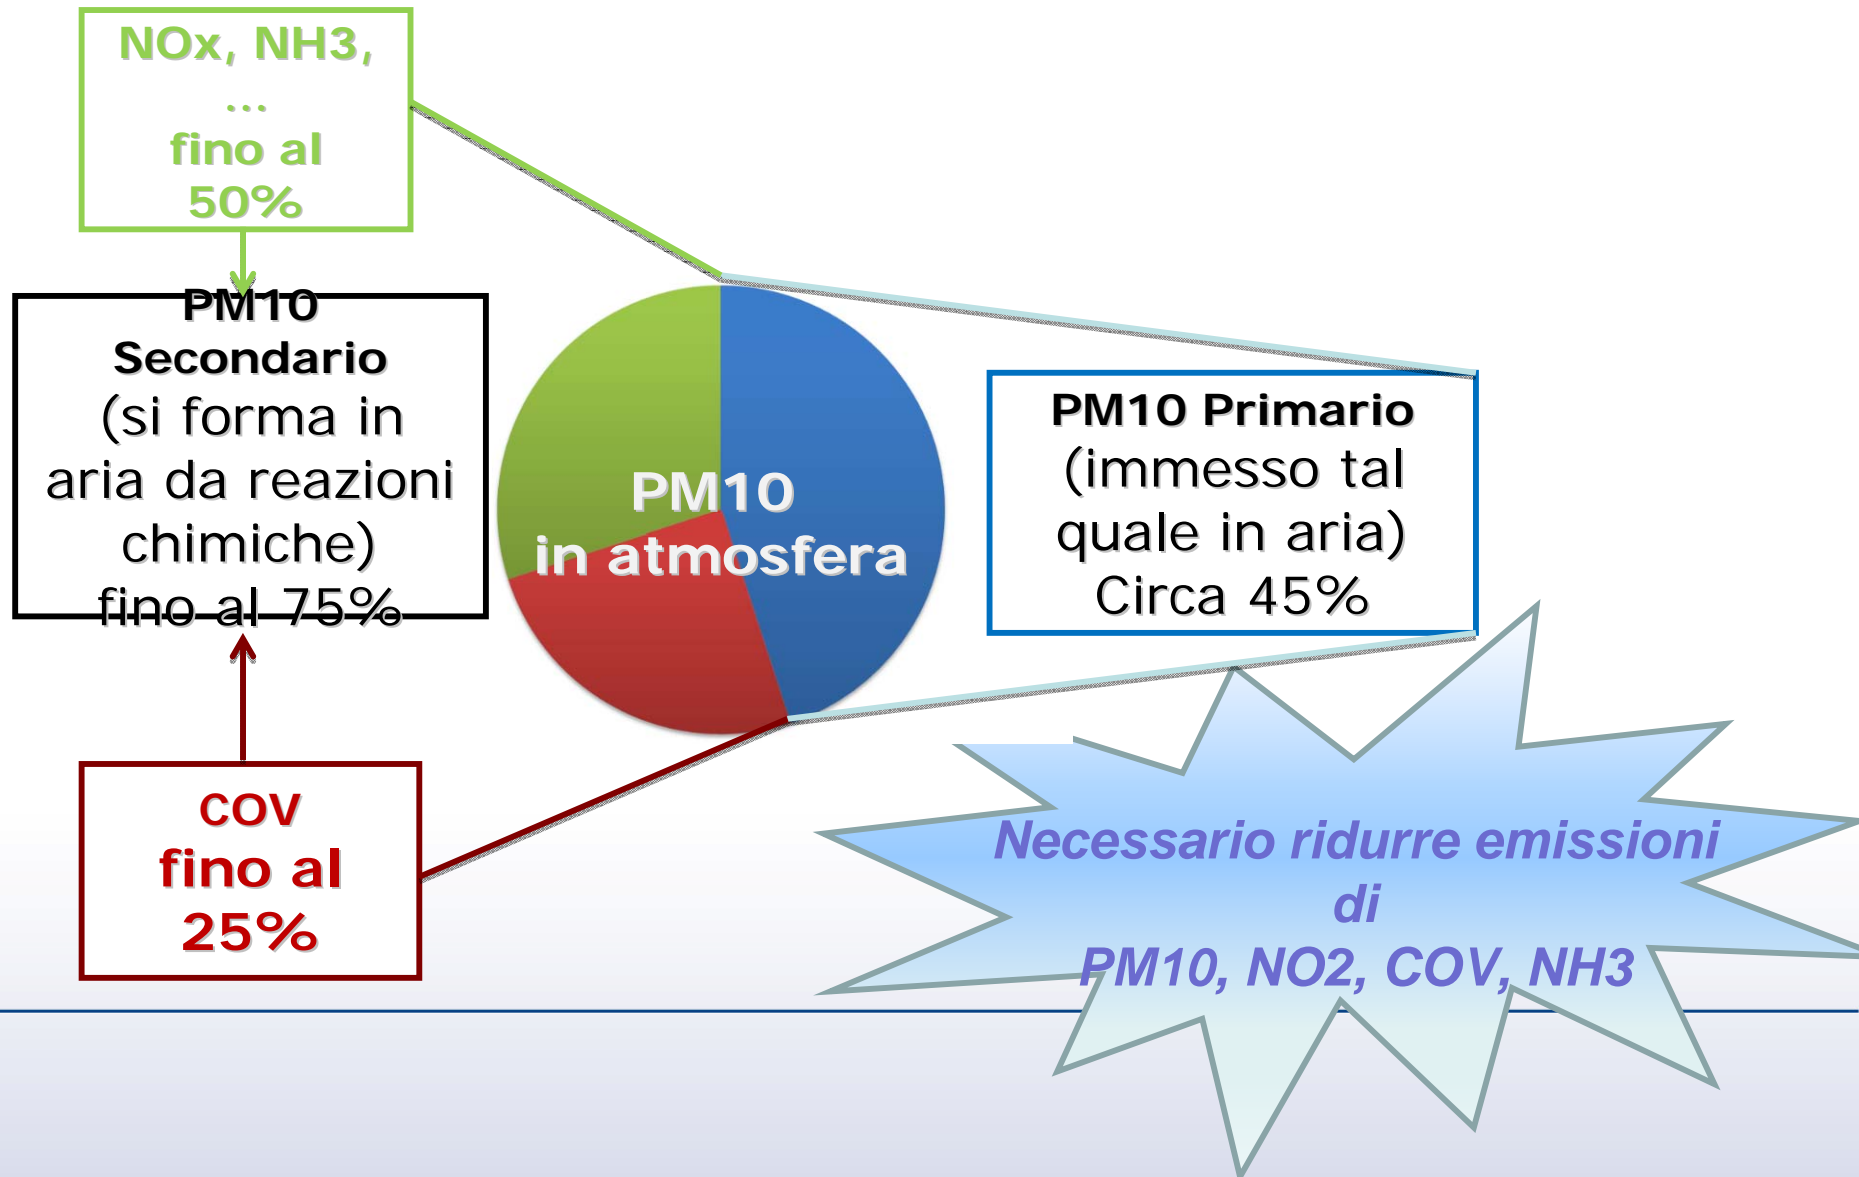 NOx, NH3,
...
fino al
50%
PM10
Secondario
(si forma in
aria da reazioni
chimiche)
fino al 75%
COV
fino al
25%
PM10
in atmosfera
PM10 Primario
(immesso tal
quale in aria)
Circa 45%
Necessario ridurre emissioni
di
PM10, NO2, COV, NH3